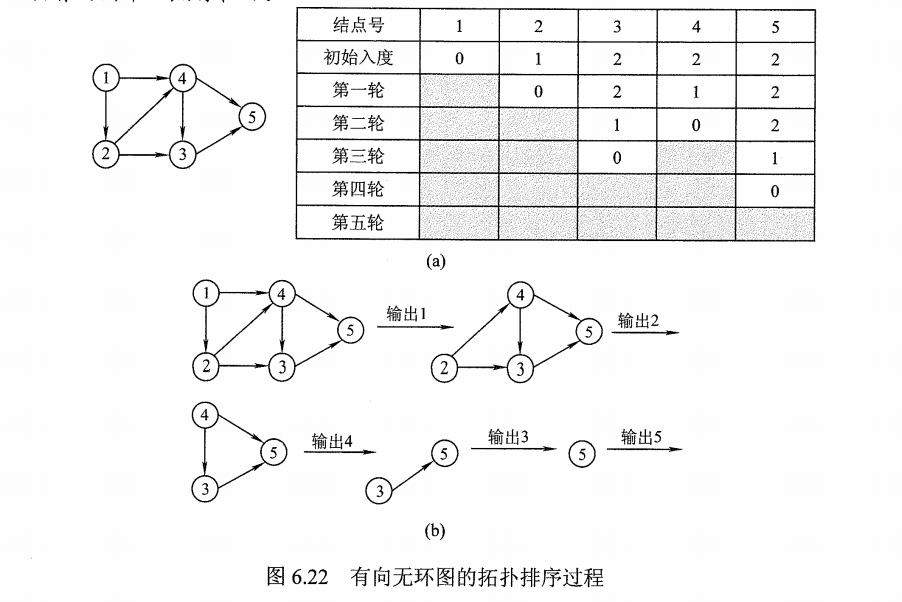 结点号 1 2 3 4 5
初始入度 0 1 2 2 2
第一轮 0 2 1 2
第二轮 1 0 2
第三轮 0 1
第四轮 0
第五轮
1 4
5
2 3
(a)
1 4
5
2 3
输出1
4
5
2 3
输出2
4
5
3
输出4
5
3
输出3
5
输出5
(b)
图 6.22 有向无环图的拓扑排序过程